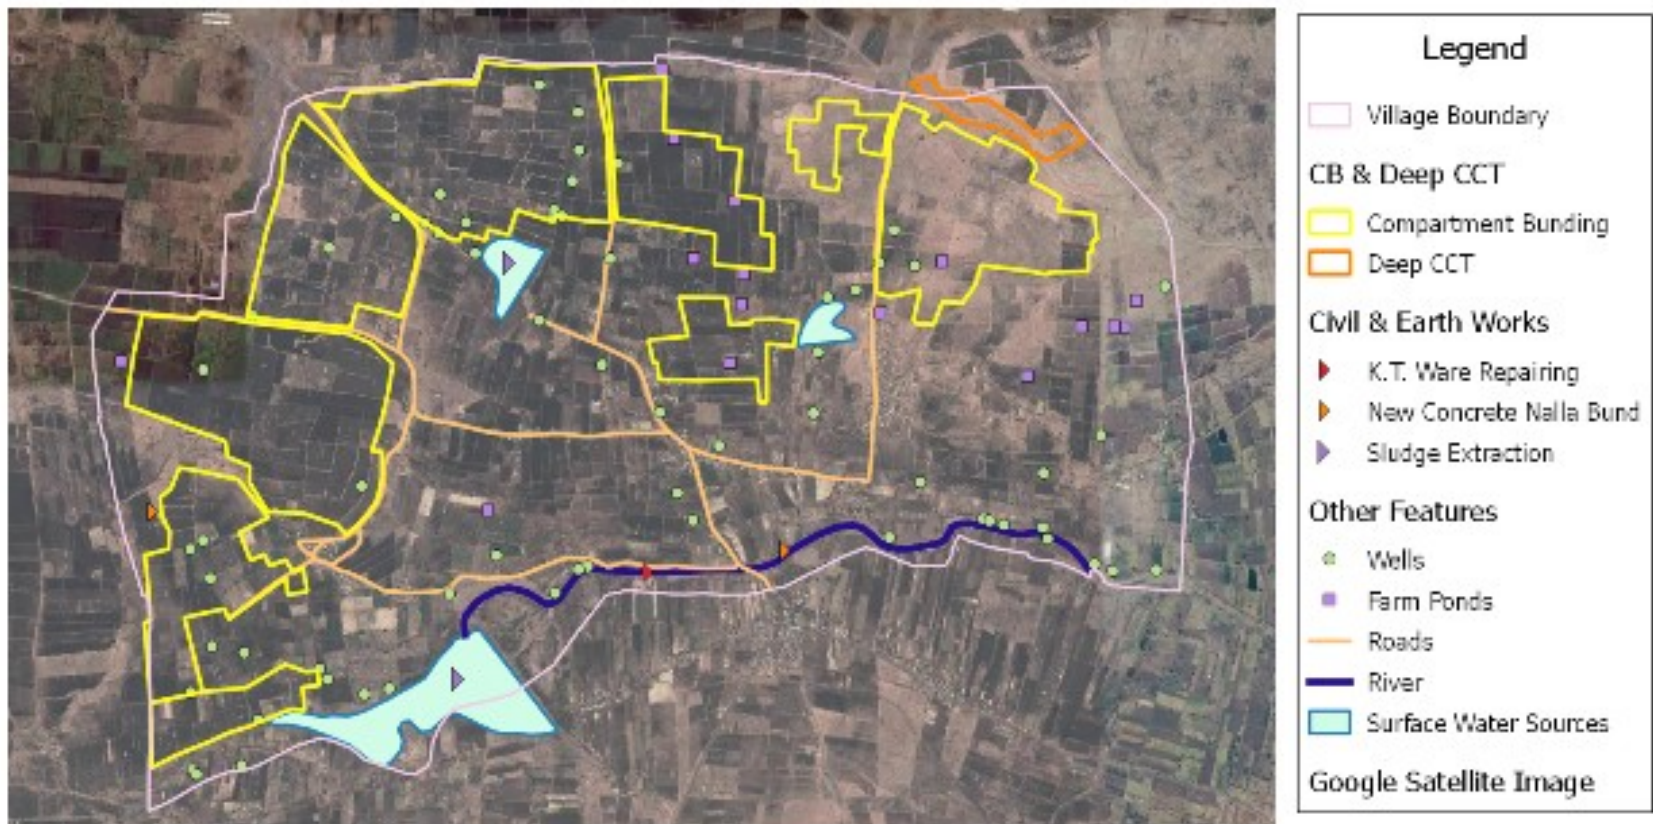 Legend
Village Boundary
CB & Deep CCT
Compartment Bunding
Deep CCT
Civil & Earth Works
K.T. Ware Repairing
New Concrete Nalla Bund
Sludge Extraction
Other Features
Wells
Farm Ponds
Roads
River
Surface Water Sources
Google Satellite Image